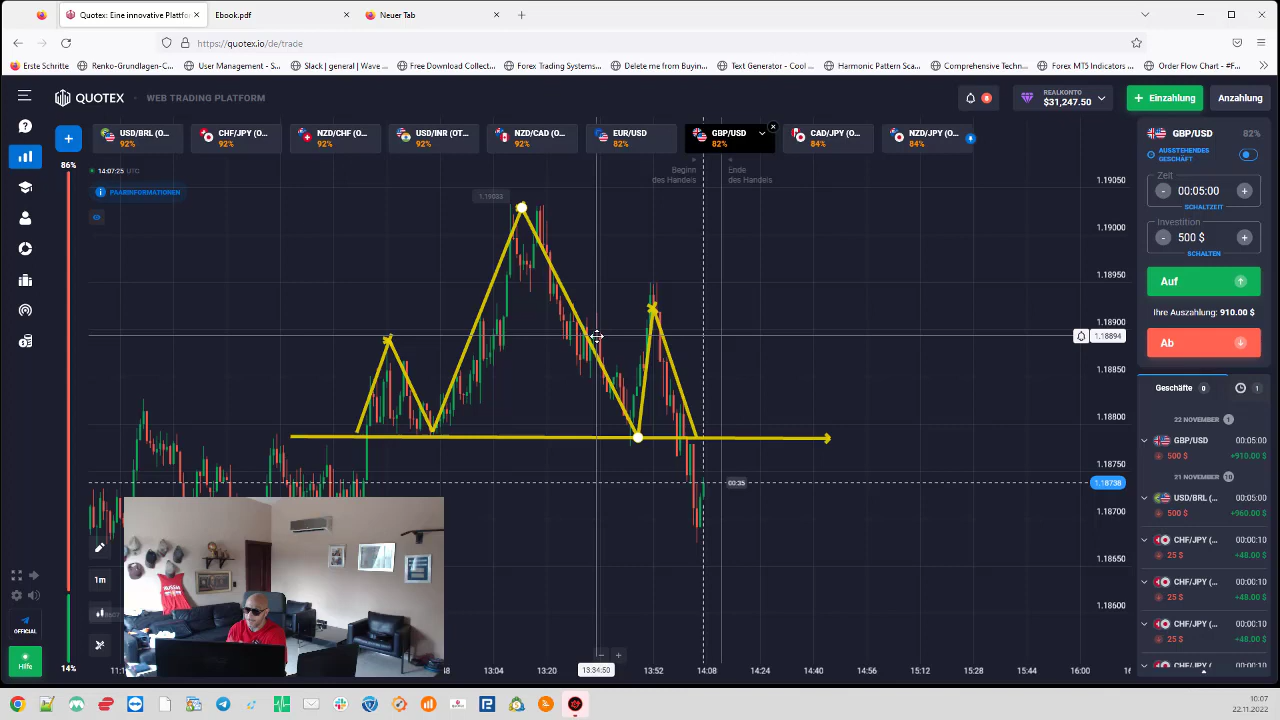 Quotex: Eine innovative Plattfor
Ebook.pdf
Neuer Tab
https://quotex.io/de/trade
Erste Schritte
Renko-Grundlagen-C...
User Management - S...
Slack | general | Wave ...
Free Download Collect...
Forex Trading Systems...
Delete me from Buyin...
Text Generator - Cool ...
Harmonic Pattern Sca...
Comprehensive Techn...
Forex MT5 Indicators ...
Order Flow Chart - #F...
QUOTEX
WEB TRADING PLATFORM
8
REALKONTO
$31,247.50
+ Einzahlung
Anzahlung
86%
+
USD/BRL (O...
92%
CHF/JPY (O...
92%
NZD/CHF (O...
92%
USD/INR (OT...
92%
NZD/CAD (O...
92%
EUR/USD
82%
GBP/USD
82%
CAD/JPY (O...
84%
NZD/JPY (O...
84%
14:07:25 UTC
PAARINFORMATIONEN
Beginn
des Handels
Ende
des Handels
1.19033
1.19050
1.19000
1.18950
1.18900
1.18894
1.18850
1.18800
1.18750
1.18738
1.18700
1.18650
1.18600
00:35
GBP/USD
82%
AUSSTEHENDES
GESCHÄFT
Zeit
- 00:05:00 +
SCHALTZEIT
Investition
- 500 $ +
SCHALTEN
Auf
Ihre Auszahlung: 910.00 $
Ab
Geschäfte 0
1
22 NOVEMBER 1
GBP/USD 00:05:00
500 $ +910.00 $
21 NOVEMBER 10
USD/BRL (... 00:05:00
500 $ +960.00 $
CHF/JPY (... 00:00:10
25 $ +48.00 $
CHF/JPY (... 00:00:10
25 $ +48.00 $
CHF/JPY (... 00:00:10
25 $ +48.00 $
CHF/JPY (... 00:00:10
1m
OFFICIAL
Hilfe
14%
13:04
13:20
13:34:50
13:52
14:08
14:24
14:40
14:56
15:12
15:28
15:44
16:00
10:07
22.11.2022